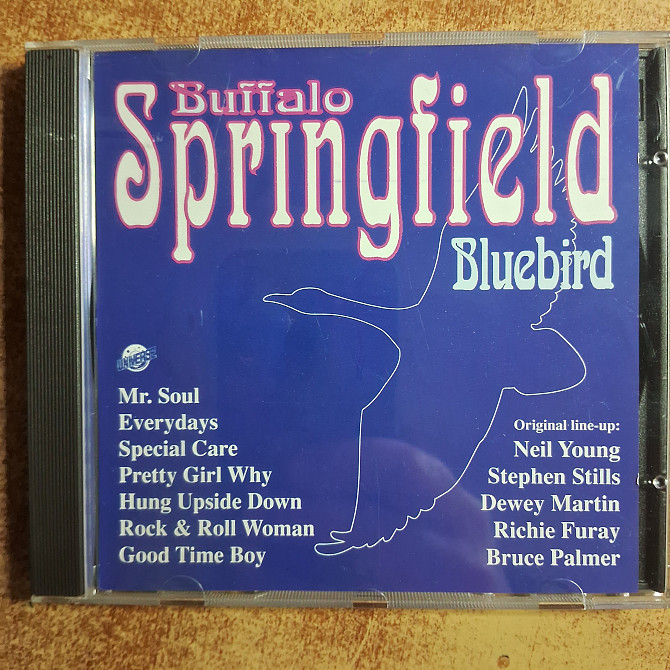 Buffalo
Springfield
Bluebird
UNIVERSE
Mr. Soul
Everydays
Special Care
Pretty Girl Why
Hung Upside Down
Rock & Roll Woman
Good Time Boy
Original line-up:
Neil Young
Stephen Stills
Dewey Martin
Richie Furay
Bruce Palmer